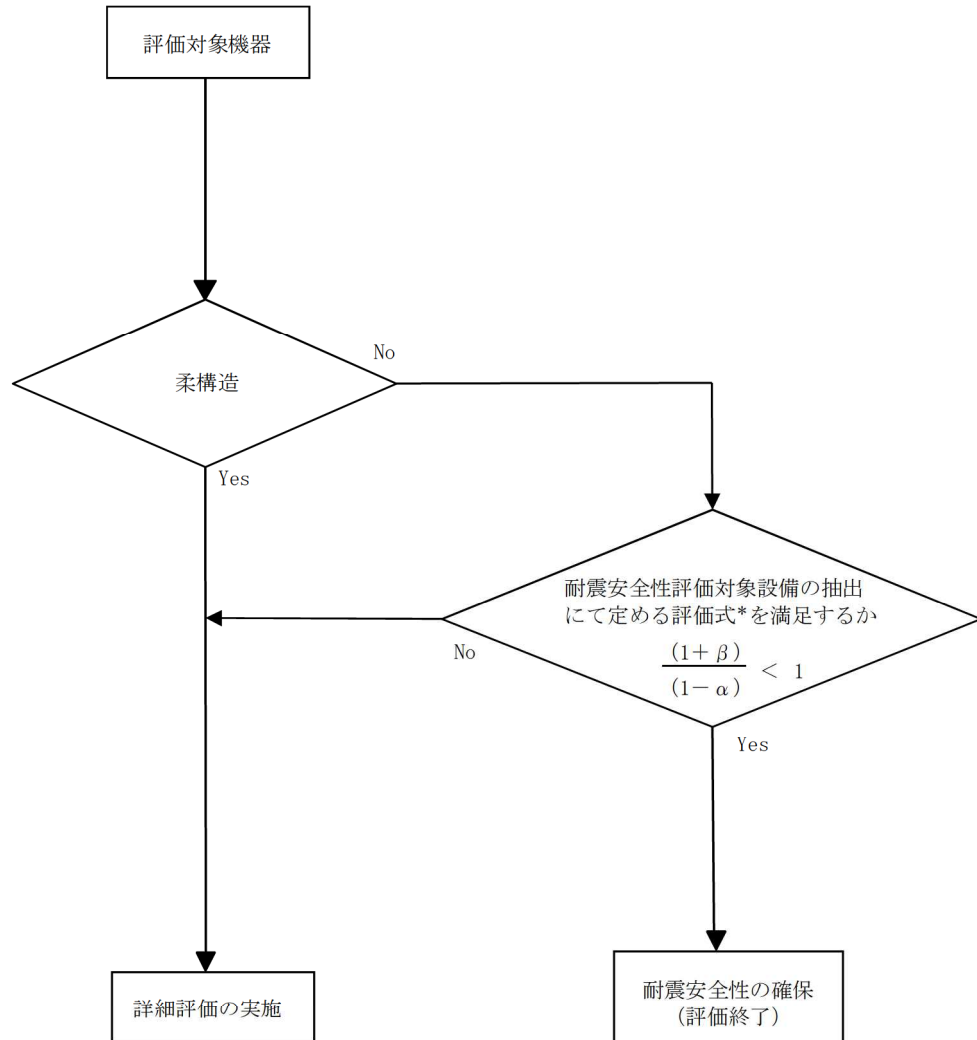 評価対象機器
No
柔構造
Yes
耐震安全性評価対象設備の抽出
にて定める評価式*を満足するか
No
(1+β)
(1-α)
< 1
Yes
詳細評価の実施
耐震安全性の確保
(評価終了)